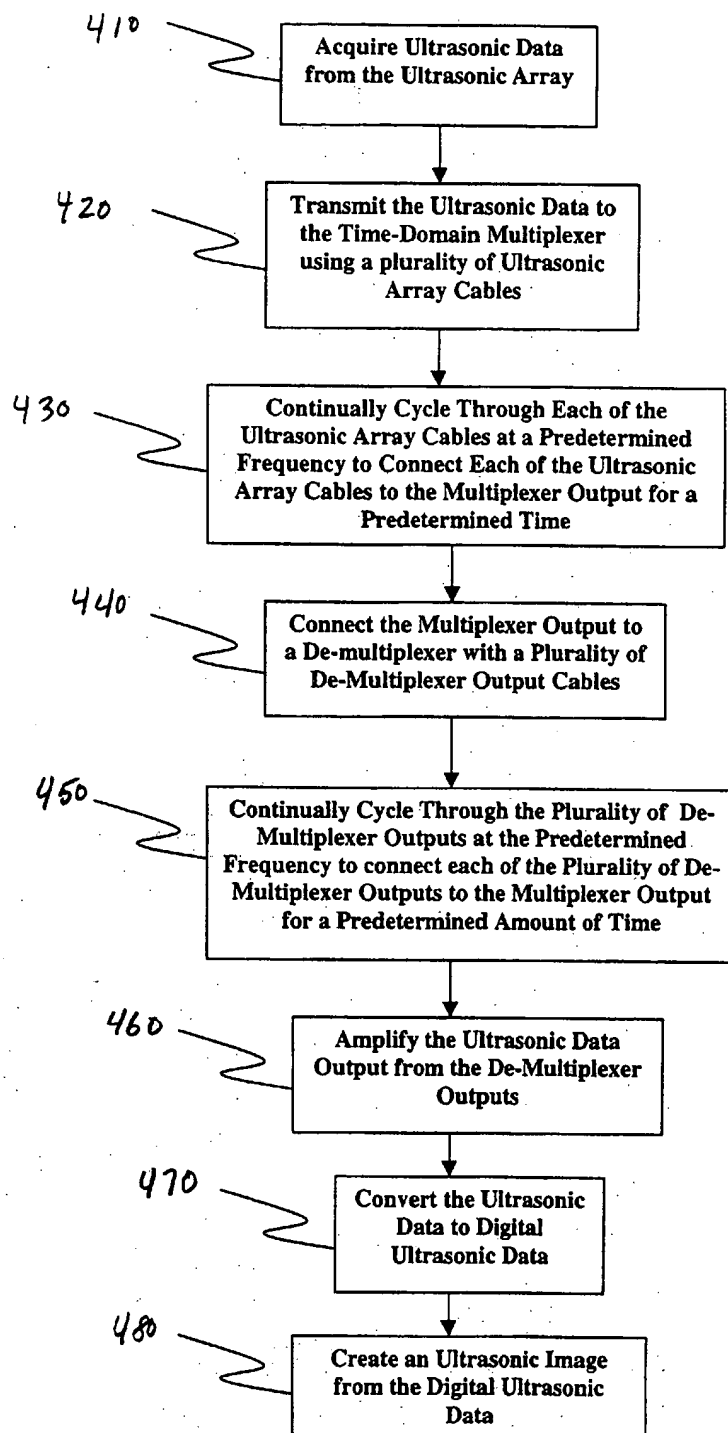 410
Acquire Ultrasonic Data
from the Ultrasonic Array
420
Transmit the Ultrasonic Data to
the Time-Domain Multiplexer
using a plurality of Ultrasonic
Array Cables
430
Continually Cycle Through Each of the
Ultrasonic Array Cables at a Predetermined
Frequency to Connect Each of the Ultrasonic
Array Cables to the Multiplexer Output for a
Predetermined Time
440
Connect the Multiplexer Output to
a De-multiplexer with a Plurality of
De-Multiplexer Output Cables
450
Continually Cycle Through the Plurality of De-
Multiplexer Outputs at the Predetermined
Frequency to connect each of the Plurality of De-
Multiplexer Outputs to the Multiplexer Output
for a Predetermined Amount of Time
460
Amplify the Ultrasonic Data
Output from the De-Multiplexer
Outputs
470
Convert the Ultrasonic
Data to Digital
Ultrasonic Data
480
Create an Ultrasonic Image
from the Digital Ultrasonic
Data